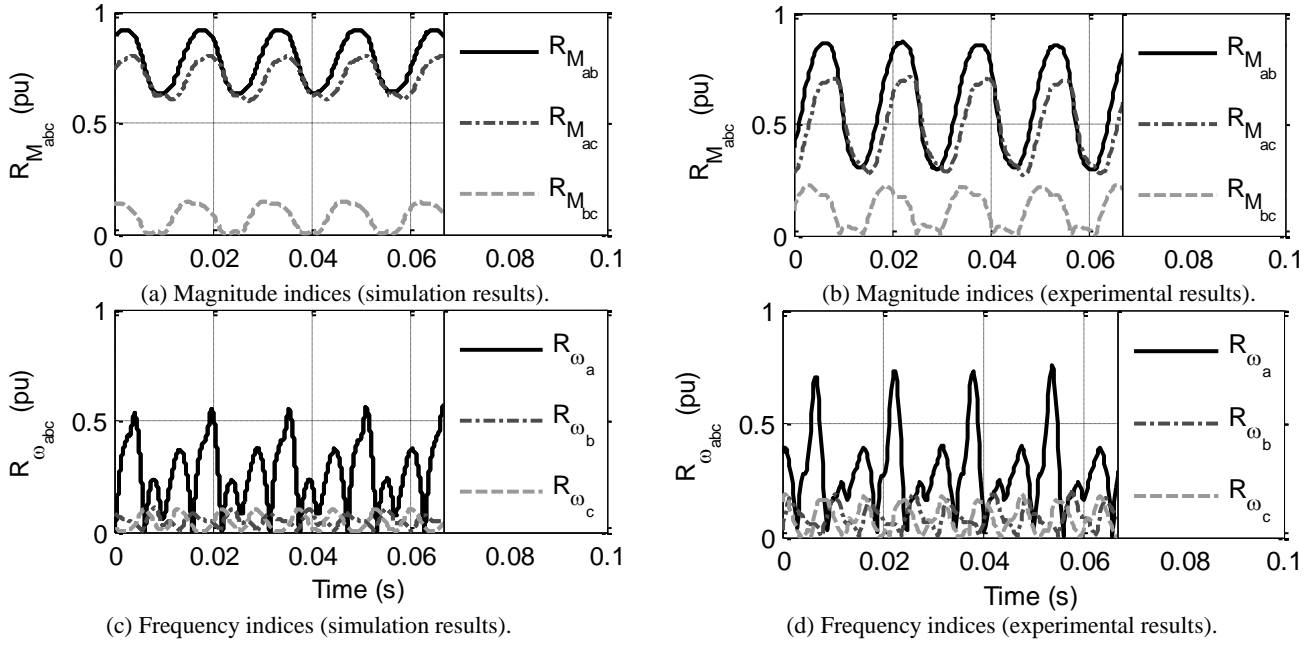 1
0.5
0
R_M_abc (pu)
0 0.02 0.04 0.06 0.08 0.1
R_M_ab
R_M_ac
R_M_bc
(a) Magnitude indices (simulation results).
1
0.5
0
R_M_abc (pu)
0 0.02 0.04 0.06 0.08 0.1
R_M_ab
R_M_ac
R_M_bc
(b) Magnitude indices (experimental results).
1
0.5
0
R_ω_abc (pu)
0 0.02 0.04 0.06 0.08 0.1
Time (s)
R_ω_a
R_ω_b
R_ω_c
(c) Frequency indices (simulation results).
1
0.5
0
R_ω_abc (pu)
0 0.02 0.04 0.06 0.08 0.1
Time (s)
R_ω_a
R_ω_b
R_ω_c
(d) Frequency indices (experimental results).